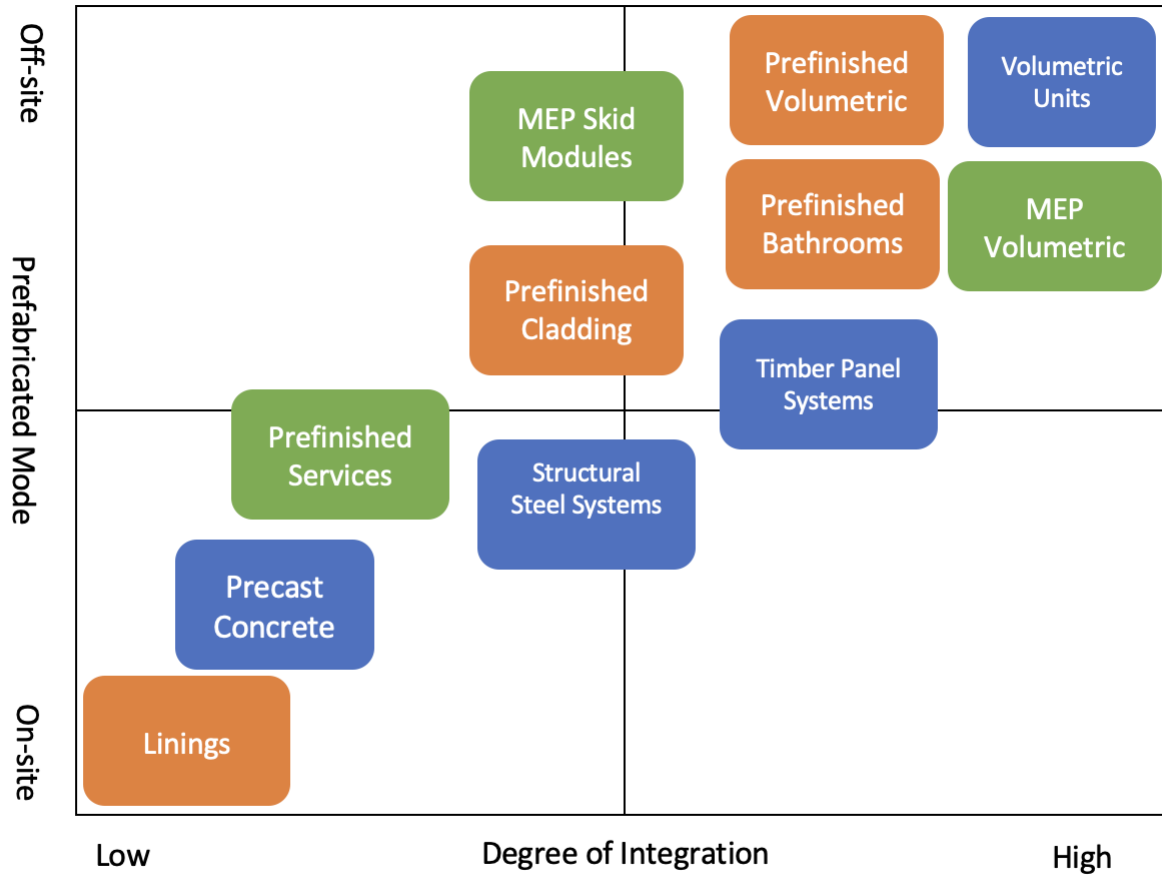 Off-site
Prefabricated Mode
On-site
Prefinished
Volumetric
Volumetric
Units
MEP Skid
Modules
Prefinished
Bathrooms
MEP
Volumetric
Prefinished
Cladding
Timber Panel
Systems
Prefinished
Services
Structural
Steel Systems
Precast
Concrete
Linings
Low
Degree of Integration
High